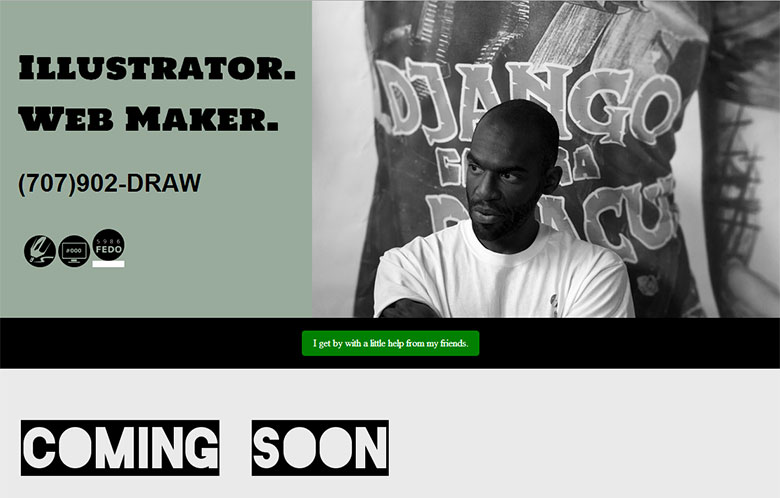 Illustrator.
Web Maker.
(707)902-DRAW
#000
5986
FEDO
DJANGO
I get by with a little help from my friends.
COMING SOON